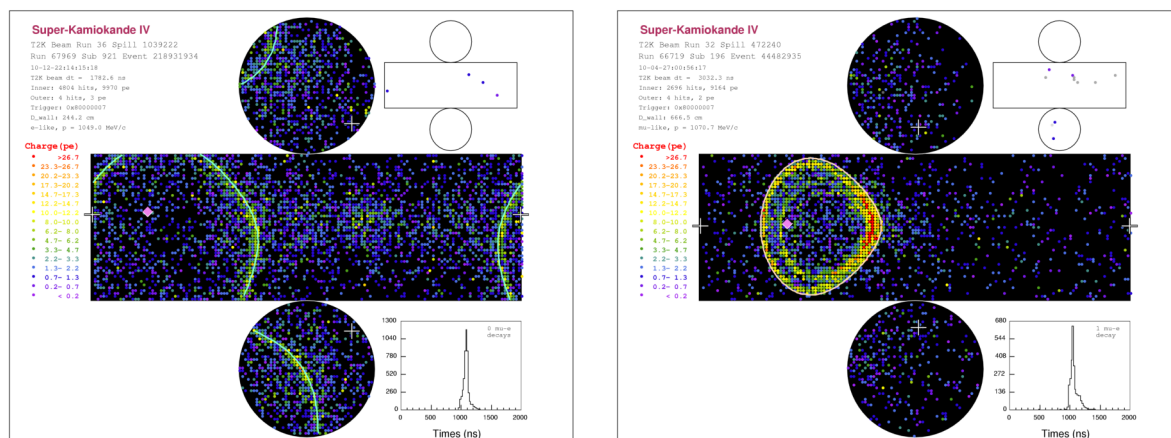 Super-Kamiokande IV
T2K Beam Run 36 Spill 1039222
Run 67969 Sub 921 Event 218931934
10-12-22:14:15:18
T2K beam dt = 1782.6 ns
Inner: 4804 hits, 9970 pe
Outer: 4 hits, 3 pe
Trigger: 0x80000007
D_wall: 244.2 cm
e-like, p = 1049.0 MeV/c
Charge(pe)
>26.7
23.3-26.7
20.2-23.3
17.3-20.2
14.7-17.3
12.2-14.7
10.0-12.2
8.0-10.0
6.2- 8.0
4.7- 6.2
3.3- 4.7
2.2- 3.3
1.3- 2.2
0.7- 1.3
0.2- 0.7
< 0.2
1300
1040
780
520
260
0
0 mu-e
decays
0 500 1000 1500 2000
Times (ns)
Super-Kamiokande IV
T2K Beam Run 32 Spill 472240
Run 66719 Sub 196 Event 44482935
10-04-27:00:56:17
T2K beam dt = 3032.3 ns
Inner: 2696 hits, 9164 pe
Outer: 4 hits, 2 pe
Trigger: 0x80000007
D_wall: 666.5 cm
mu-like, p = 1070.7 MeV/c
Charge(pe)
>26.7
23.3-26.7
20.2-23.3
17.3-20.2
14.7-17.3
12.2-14.7
10.0-12.2
8.0-10.0
6.2- 8.0
4.7- 6.2
3.3- 4.7
2.2- 3.3
1.3- 2.2
0.7- 1.3
0.2- 0.7
< 0.2
680
544
408
272
136
0
1 mu-e
decay
0 500 1000 1500 2000
Times (ns)